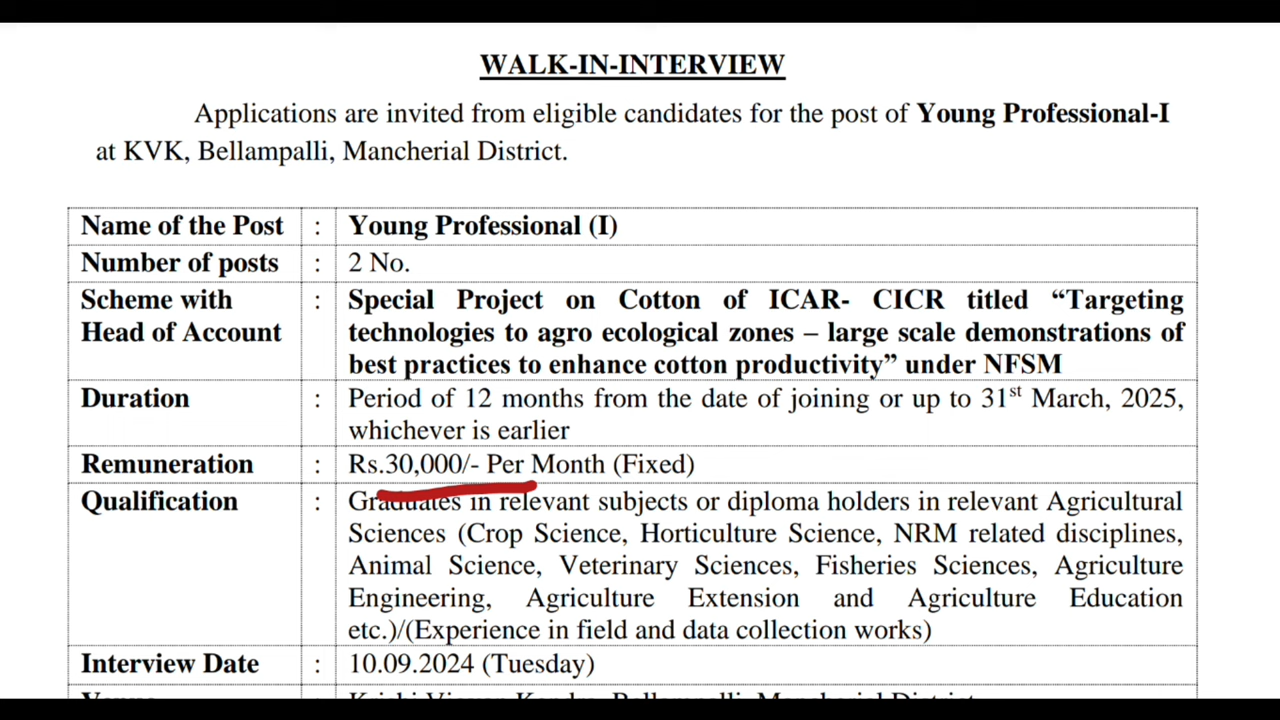 WALK-IN-INTERVIEW
Applications are invited from eligible candidates for the post of Young Professional-I
at KVK, Bellampalli, Mancherial District.
Name of the Post : Young Professional (I)
Number of posts : 2 No.
Scheme with : Special Project on Cotton of ICAR- CICR titled “Targeting
Head of Account technologies to agro ecological zones – large scale demonstrations of
best practices to enhance cotton productivity” under NFSM
Duration : Period of 12 months from the date of joining or up to 31st March, 2025,
whichever is earlier
Remuneration : Rs.30,000/- Per Month (Fixed)
Qualification : Graduates in relevant subjects or diploma holders in relevant Agricultural
Sciences (Crop Science, Horticulture Science, NRM related disciplines,
Animal Science, Veterinary Sciences, Fisheries Sciences, Agriculture
Engineering, Agriculture Extension and Agriculture Education
etc.)/(Experience in field and data collection works)
Interview Date : 10.09.2024 (Tuesday)
Venue : Krishi Vigyan Kendra, Bellampalli, Mancherial District